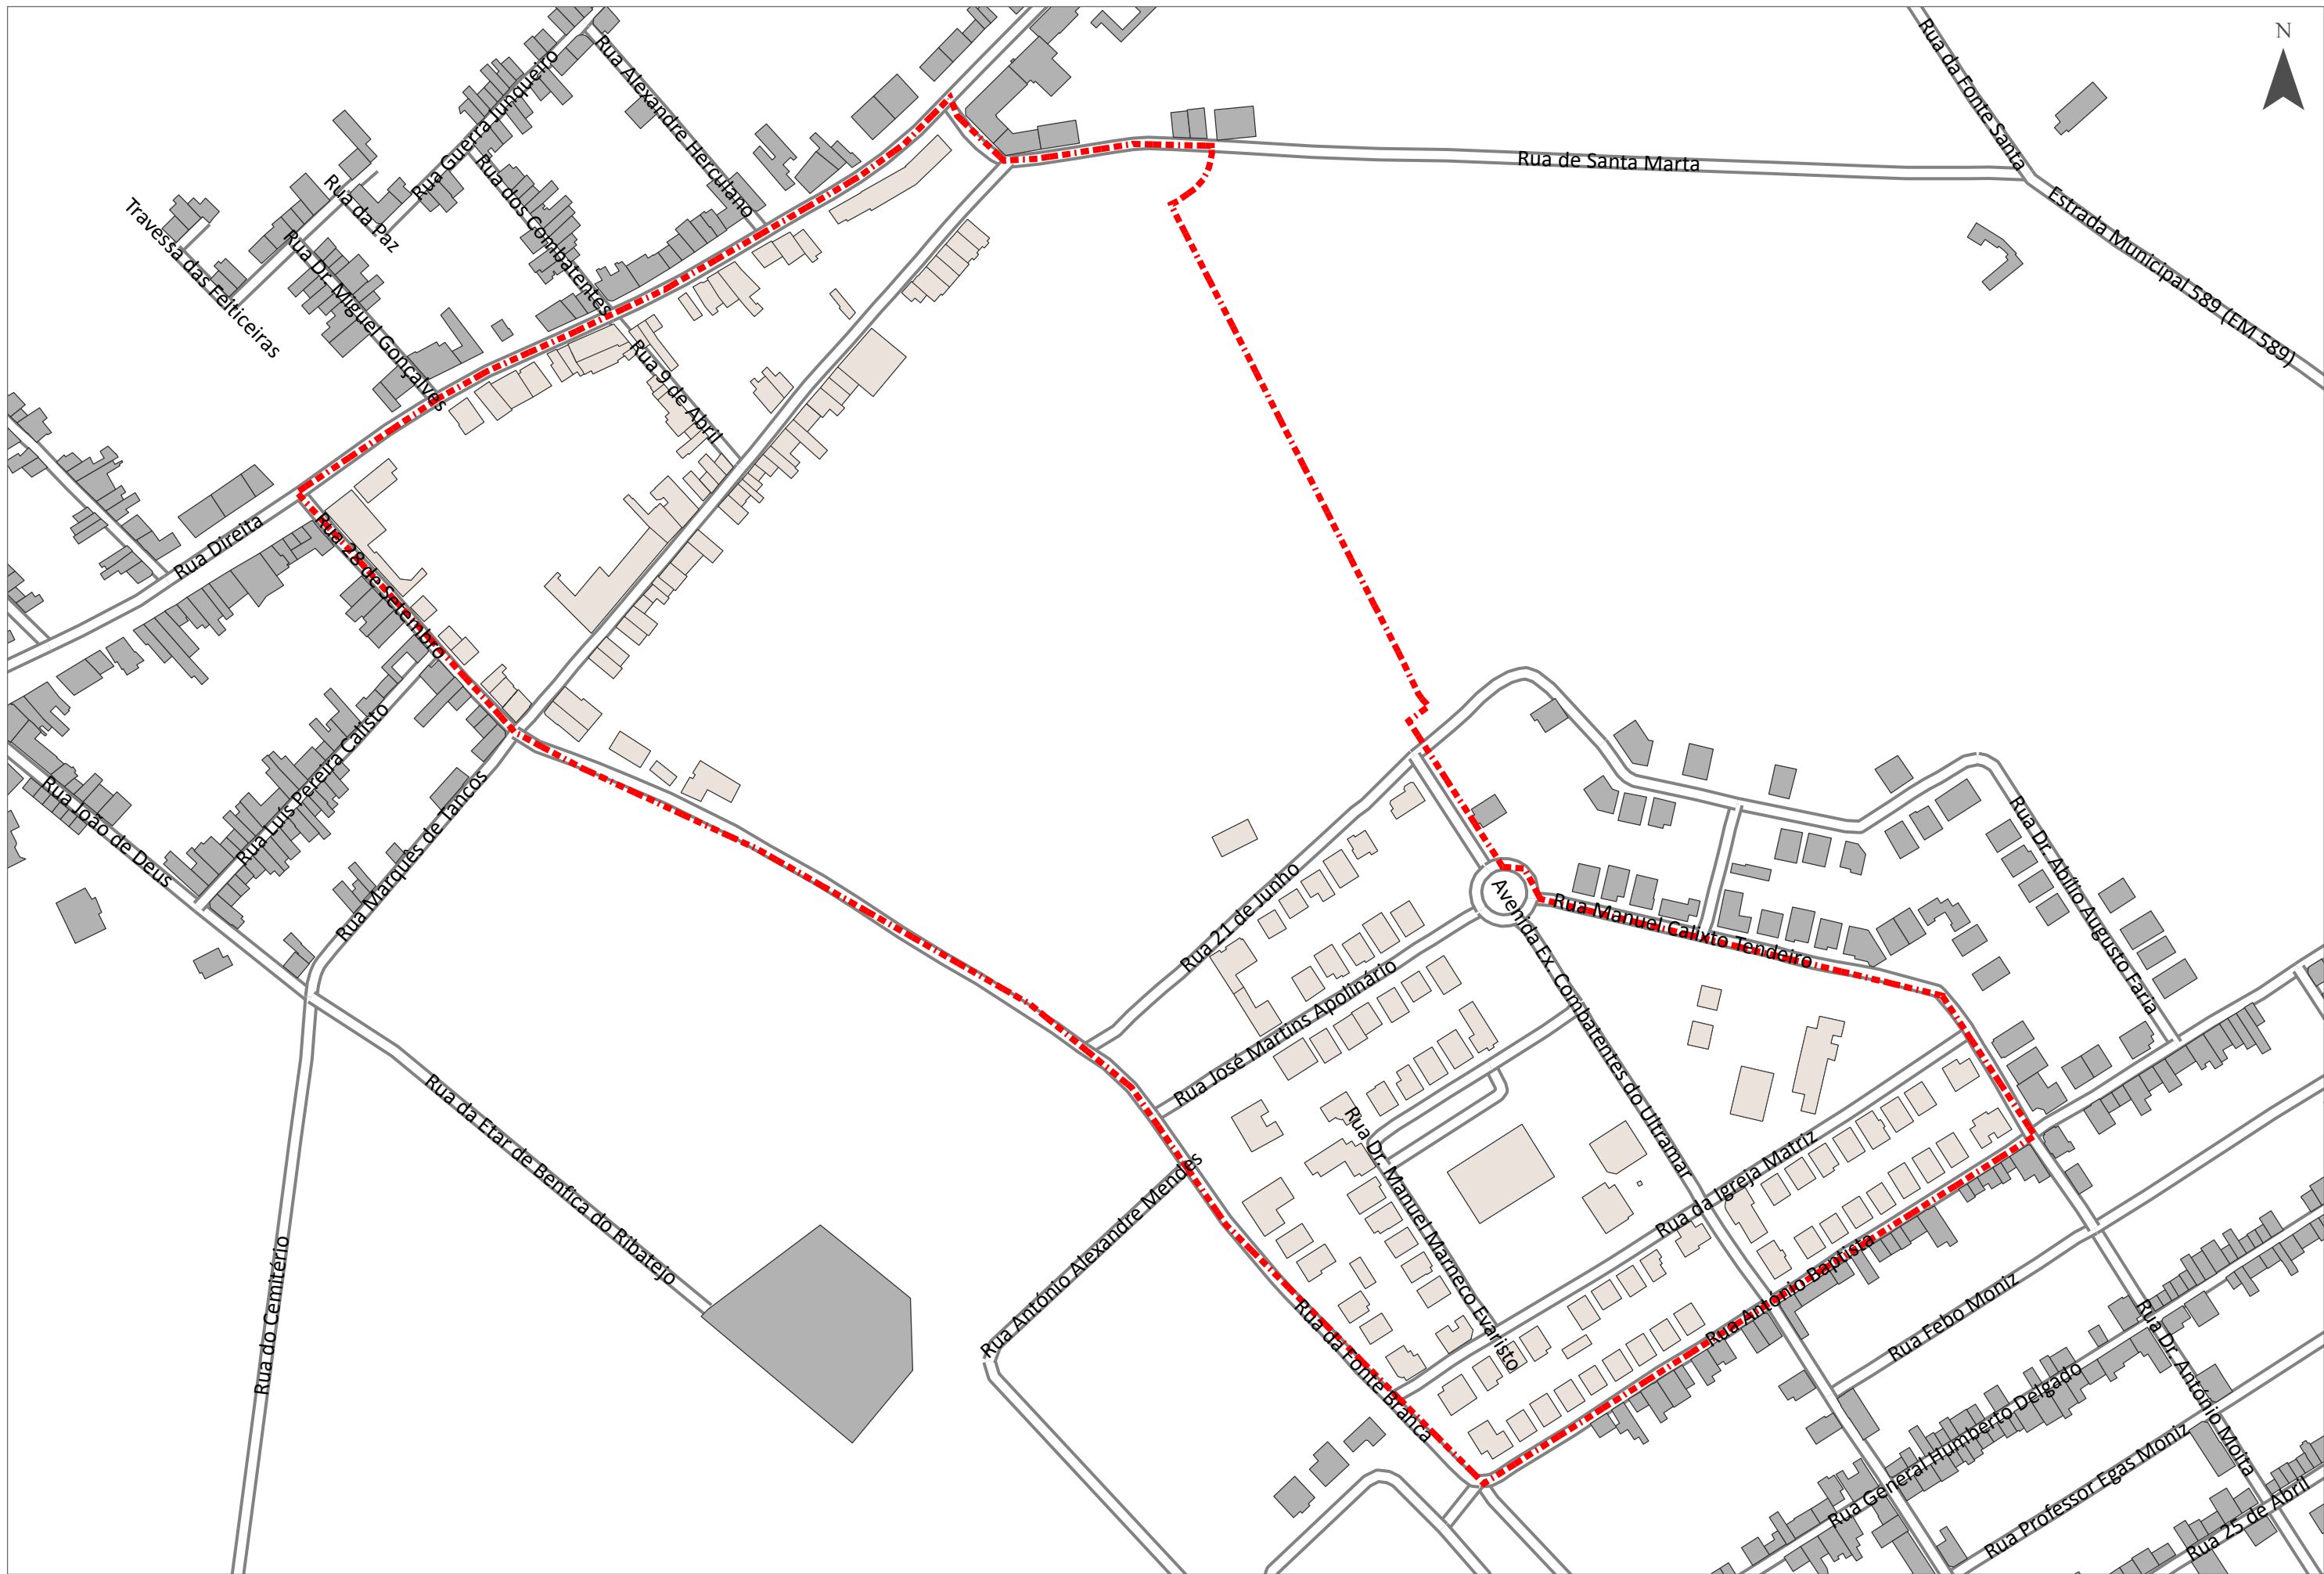 N
Rua da Fonte Santa
Rua Alexandre Herculano
Rua Guerra Junqueiro
Rua de Santa Marta
Rua dos Combatentes
Rua da Paz
Estrada Municipal 589 (EM 589)
Travessa das Feiticeiras
Rua Dr. Miguel Gonçalves
Rua 9 de Abril
Rua Direita
Rua 28 de Setembro
Rua Luís Pereira Calisto
Rua João de Deus
Rua Marquês de Tancos
Rua Dr. Abílio Augusto Faria
Rua 21 de Junho
Avenida Ex. Combatentes do Ultramar
Rua Manuel Calixto Tendeiro
Rua José Martins Apolinário
Rua da Etar de Benfica do Ribatejo
Rua Dr. Manuel Marneco Evaristo
Rua da Igreja Matriz
Rua António Alexandre Mendes
Rua do Cemitério
Rua António Baptista
Rua Febo Moniz
Rua da Fonte Branca
Rua Dr. António Moita
Rua General Humberto Delgado
Rua Professor Egas Moniz
Rua 25 de Abril